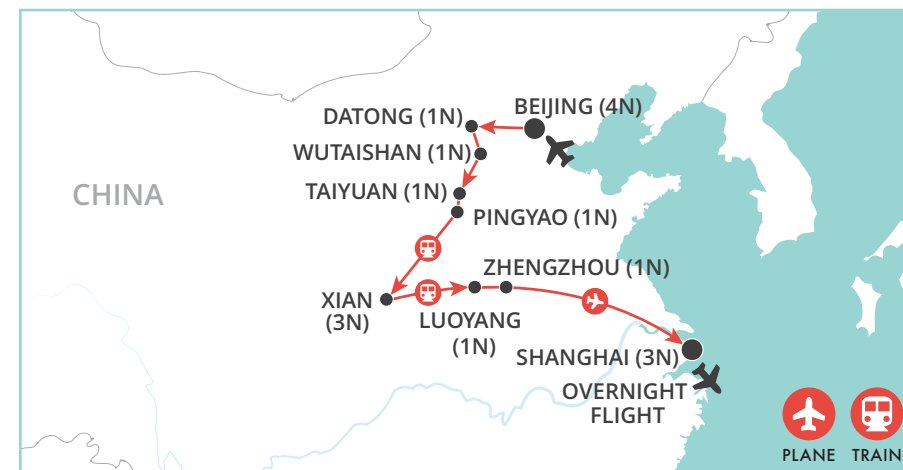 BEIJING (4N)
DATONG (1N)
WUTAISHAN (1N)
TAIYUAN (1N)
CHINA
PINGYAO (1N)
ZHENGZHOU (1N)
XIAN
(3N)
LUOYANG
(1N)
SHANGHAI (3N)
OVERNIGHT
FLIGHT
PLANE
TRAIN